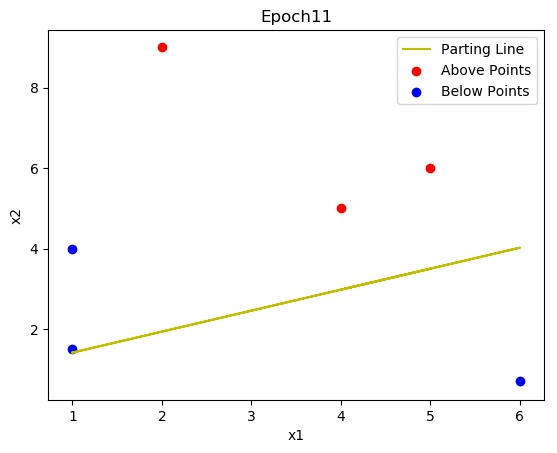 Epoch11
Parting Line
Above Points
Below Points
8
6
4
2
x2
1
2
3
4
5
6
x1